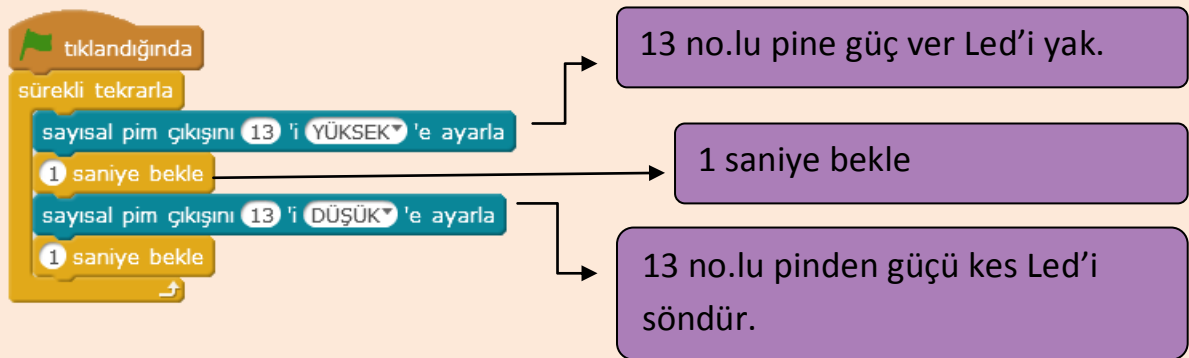 tıklandığında
sürekli tekrarla
sayısal pim çıkışını 13 'i YÜKSEK 'e ayarla
1 saniye bekle
sayısal pim çıkışını 13 'i DÜŞÜK 'e ayarla
1 saniye bekle
13 no.lu pine güç ver Led’i yak.
1 saniye bekle
13 no.lu pinden güçü kes Led’i
söndür.